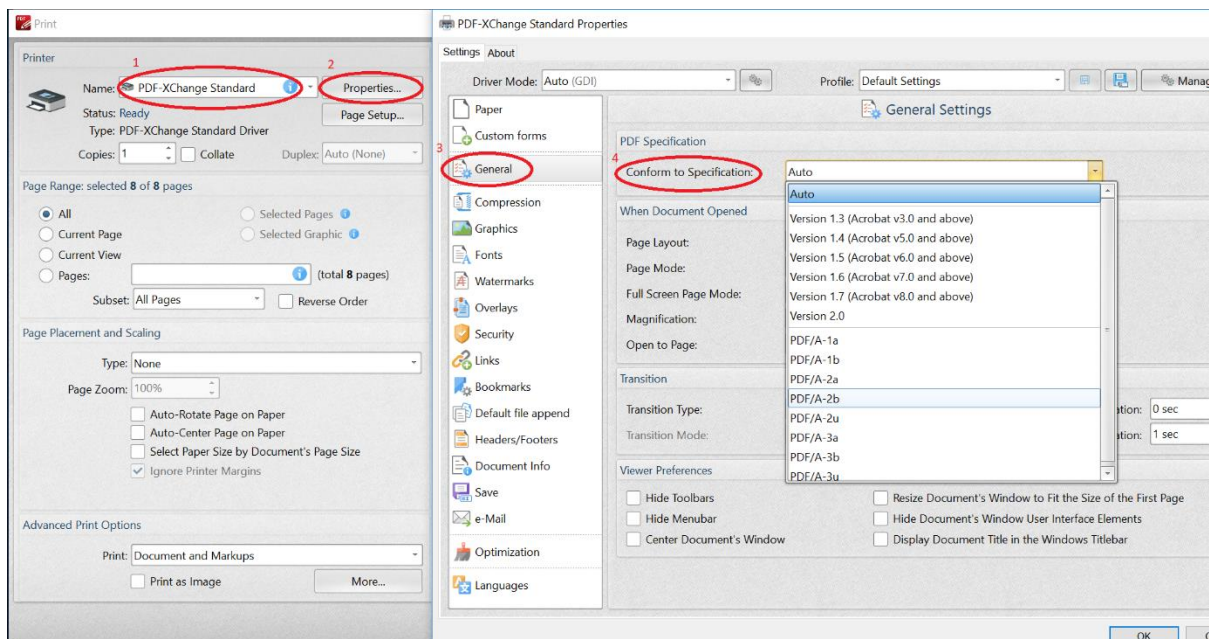 Print
Printer
1
2
Name: PDF-XChange Standard
Properties...
Status: Ready
Page Setup...
Type: PDF-XChange Standard Driver
Copies: 1
Collate
Duplex: Auto (None)
Page Range: selected 8 of 8 pages
All
Selected Pages
Current Page
Selected Graphic
Current View
Pages:
(total 8 pages)
Subset: All Pages
Reverse Order
Page Placement and Scaling
Type: None
Page Zoom: 100%
Auto-Rotate Page on Paper
Auto-Center Page on Paper
Select Paper Size by Document's Page Size
Ignore Printer Margins
Advanced Print Options
Print: Document and Markups
Print as Image
More...
PDF-XChange Standard Properties
Settings About
Driver Mode: Auto (GDI)
Profile: Default Settings
Paper
Custom forms
3
General
Compression
Graphics
Fonts
Watermarks
Overlays
Security
Links
Bookmarks
Default file append
Headers/Footers
Document Info
Save
e-Mail
Optimization
Languages
General Settings
PDF Specification
4
Conform to Specification: Auto
Auto
Version 1.3 (Acrobat v3.0 and above)
Version 1.4 (Acrobat v5.0 and above)
Version 1.5 (Acrobat v6.0 and above)
Version 1.6 (Acrobat v7.0 and above)
Version 1.7 (Acrobat v8.0 and above)
Version 2.0
PDF/A-1a
PDF/A-1b
PDF/A-2a
PDF/A-2b
PDF/A-2u
PDF/A-3a
PDF/A-3b
PDF/A-3u
When Document Opened
Page Layout:
Page Mode:
Full Screen Page Mode:
Magnification:
Open to Page:
Transition
Transition Type:
0 sec
Transition Mode:
1 sec
Viewer Preferences
Hide Toolbars
Resize Document's Window to Fit the Size of the First Page
Hide Menubar
Hide Document's Window User Interface Elements
Center Document's Window
Display Document Title in the Windows Titlebar
OK